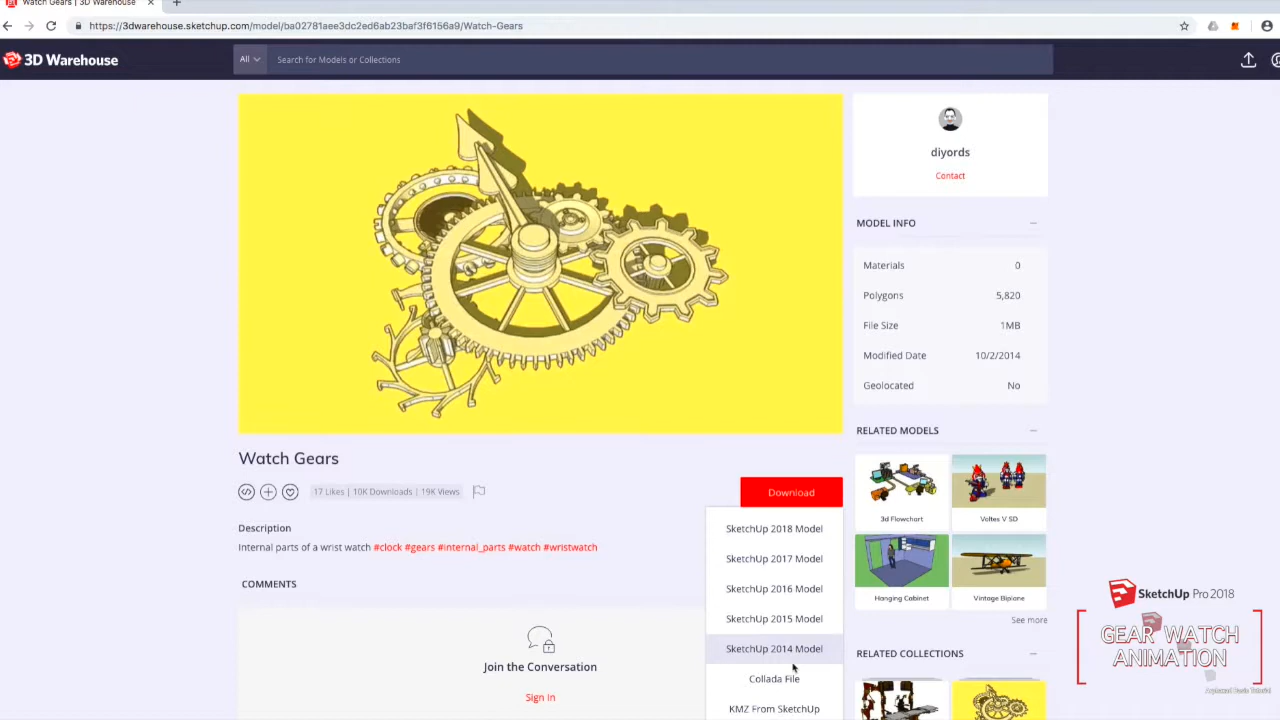 Watch Gears | 3D Warehouse
https://3dwarehouse.sketchup.com/model/ba02781aee3dc2ed6ab23baf3f6156a9/Watch-Gears
3D Warehouse
All
Search for Models or Collections
diyords
Contact
MODEL INFO
Materials 0
Polygons 5,820
File Size 1MB
Modified Date 10/2/2014
Geolocated No
RELATED MODELS
3d Flowchart
Voltes V SD
Hanging Cabinet
Vintage Biplane
See more
RELATED COLLECTIONS
Watch Gears
17 Likes | 10K Downloads | 19K Views
Download
SketchUp 2018 Model
SketchUp 2017 Model
SketchUp 2016 Model
SketchUp 2015 Model
SketchUp 2014 Model
Collada File
KMZ From SketchUp
Description
Internal parts of a wrist watch #clock #gears #internal_parts #watch #wristwatch
COMMENTS
Join the Conversation
Sign In
SketchUp Pro 2018
GEAR WATCH
ANIMATION